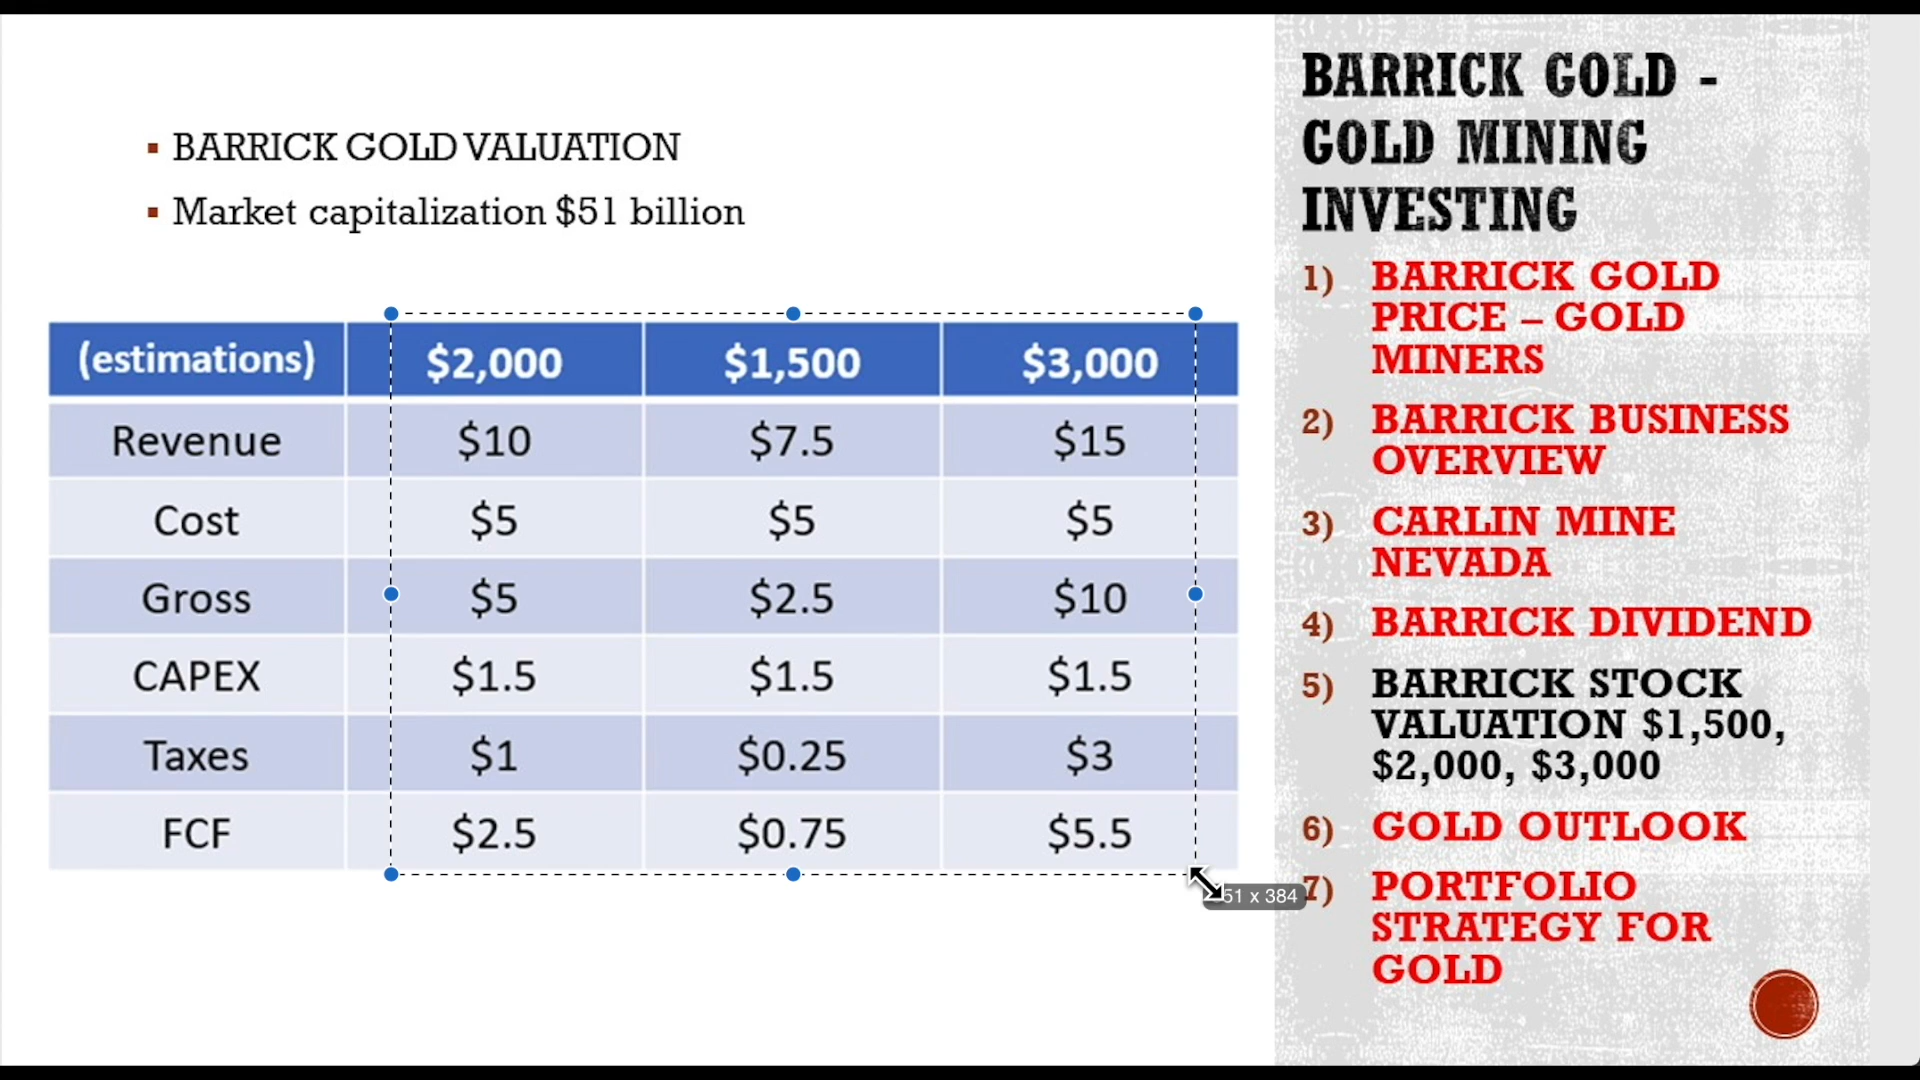 BARRICK GOLD VALUATION
Market capitalization $51 billion
(estimations) $2,000 $1,500 $3,000
Revenue $10 $7.5 $15
Cost $5 $5 $5
Gross $5 $2.5 $10
CAPEX $1.5 $1.5 $1.5
Taxes $1 $0.25 $3
FCF $2.5 $0.75 $5.5
BARRICK GOLD -
GOLD MINING
INVESTING
1) BARRICK GOLD
PRICE – GOLD
MINERS
2) BARRICK BUSINESS
OVERVIEW
3) CARLIN MINE
NEVADA
4) BARRICK DIVIDEND
5) BARRICK STOCK
VALUATION $1,500,
$2,000, $3,000
6) GOLD OUTLOOK
7) PORTFOLIO
STRATEGY FOR
GOLD
x 384